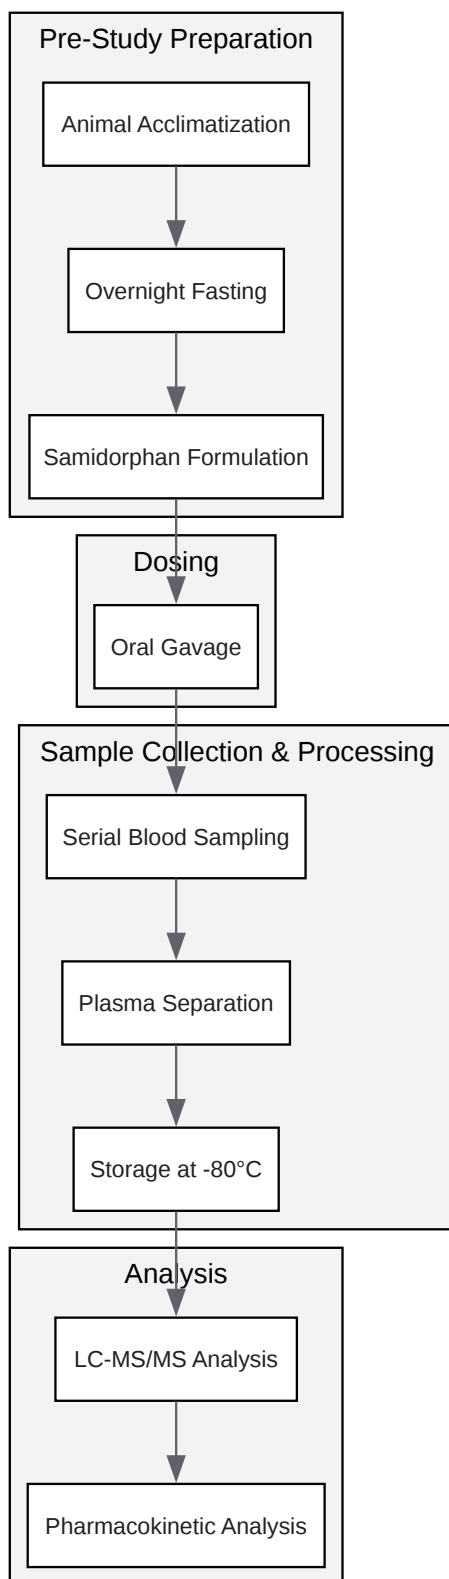 Pre-Study Preparation
Animal Acclimatization
Overnight Fasting
Samidorphan Formulation
Dosing
Oral Gavage
Sample Collection & Processing
Serial Blood Sampling
Plasma Separation
Storage at -80°C
Analysis
LC-MS/MS Analysis
Pharmacokinetic Analysis